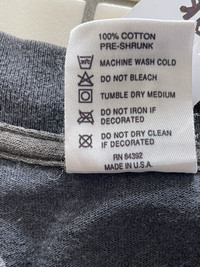 100% COTTON
PRE-SHRUNK
MACHINE WASH COLD
DO NOT BLEACH
TUMBLE DRY MEDIUM
DO NOT IRON IF
DECORATED
DO NOT DRY CLEAN
IF DECORATED
RN 84392
MADE IN U.S.A.